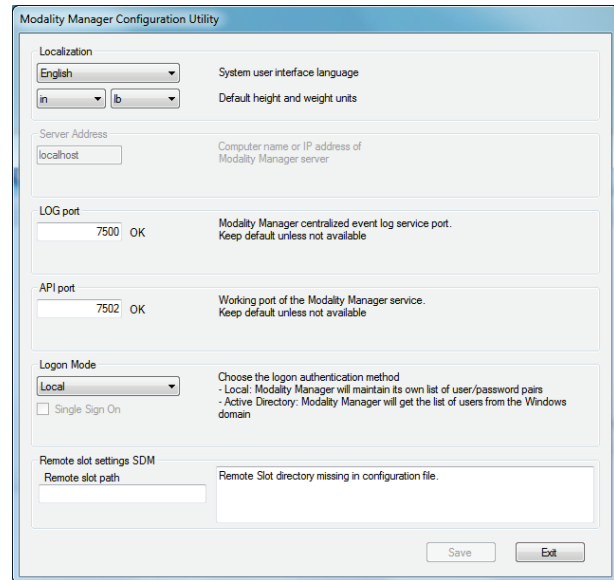 Modality Manager Configuration Utility
Localization
English System user interface language
in lb Default height and weight units
Server Address
localhost Computer name or IP address of
Modality Manager server
LOG port
7500 OK Modality Manager centralized event log service port.
Keep default unless not available
API port
7502 OK Working port of the Modality Manager service.
Keep default unless not available
Logon Mode
Local Choose the logon authentication method
- Local: Modality Manager will maintain its own list of user/password pairs
Single Sign On - Active Directory: Modality Manager will get the list of users from the Windows
domain
Remote slot settings SDM
Remote slot path Remote Slot directory missing in configuration file.
Save Exit